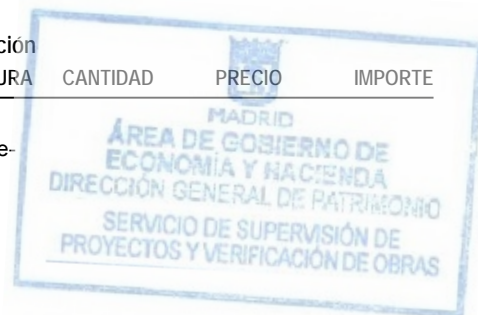 ción
URA CANTIDAD PRECIO IMPORTE
e-
MADRID
ÁREA DE GOBIERNO DE
ECONOMÍA Y HACIENDA
DIRECCIÓN GENERAL DE PATRIMONIO
SERVICIO DE SUPERVISIÓN DE
PROYECTOS Y VERIFICACIÓN DE OBRAS